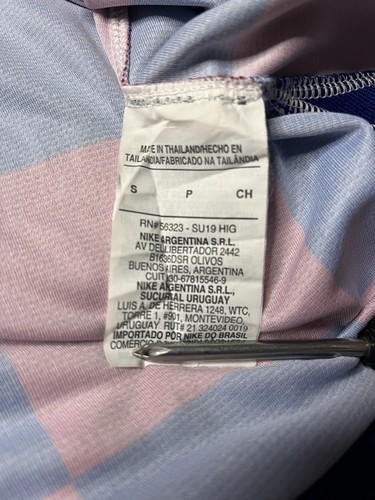 MADE IN THAILAND/HECHO EN
TAILANDIA/FABRICADO NA TAILÂNDIA
S P CH
RN# 56323 - SU19 HIG
NIKE ARGENTINA S.R.L.
AV DEL LIBERTADOR 2442
B1636DSR OLIVOS
BUENOS AIRES, ARGENTINA
CUIT 30-67815546-9
NIKE ARGENTINA S.R.L.,
SUCURSAL URUGUAY
LUIS A. DE HERRERA 1248, WTC,
TORRE 1, #901, MONTEVIDEO,
URUGUAY RUT# 21 324024 0019
IMPORTADO POR NIKE DO BRASIL